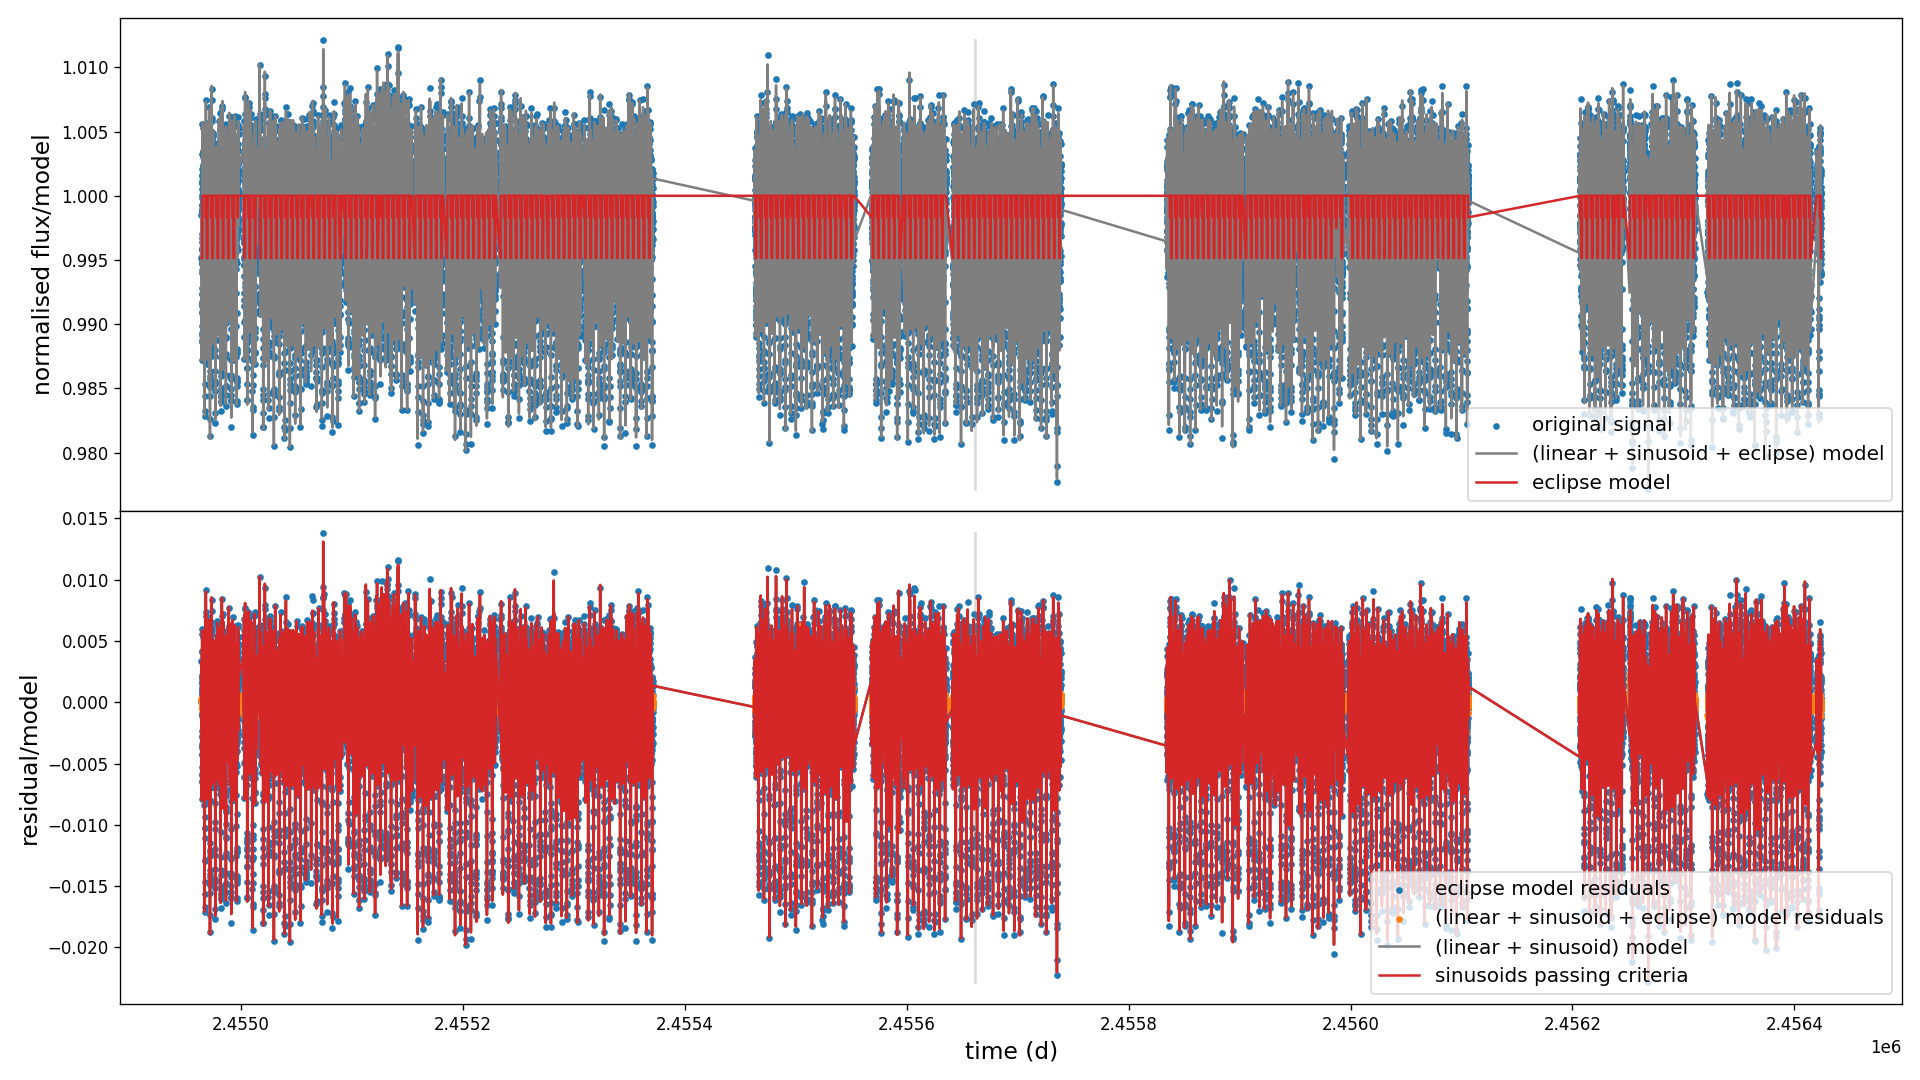 1.010
1.005
1.000
0.995
0.990
0.985
0.980
normalised flux/model
original signal
(linear + sinusoid + eclipse) model
eclipse model
0.015
0.010
0.005
0.000
−0.005
−0.010
−0.015
−0.020
residual/model
eclipse model residuals
(linear + sinusoid + eclipse) model residuals
(linear + sinusoid) model
sinusoids passing criteria
2.4550 2.4552 2.4554 2.4556 2.4558 2.4560 2.4562 2.4564
time (d)
1e6